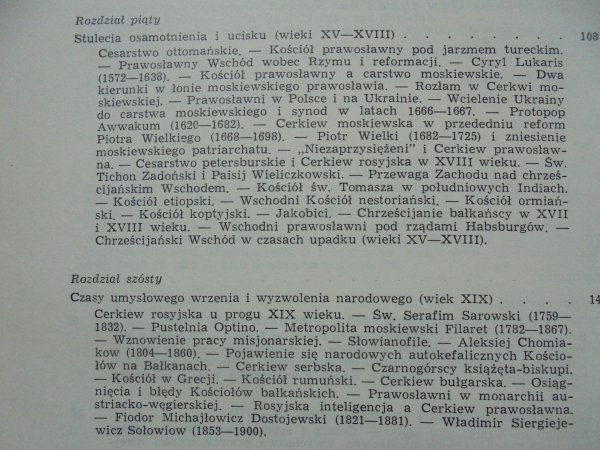 Rozdział piąty
Stulecia osamotnienia i ucisku (wieki XV—XVIII) . . . . . . . . 108
Cesarstwo ottomańskie. — Kościół prawosławny pod jarzmem tureckim.
— Prawosławny Wschód wobec Rzymu i reformacji. — Cyryl Lukaris
(1572—1638). — Kościół prawosławny a carstwo moskiewskie. — Dwa
kierunki w łonie moskiewskiego prawosławia. — Rozłam w Cerkwi mo-
skiewskiej. — Prawosławni w Polsce i na Ukrainie. — Wcielenie Ukrainy
do carstwa moskiewskiego i synod w latach 1666—1667. — Protopop
Awwakum (1620—1682). — Cerkiew moskiewska w przededniu reform
Piotra Wielkiego (1668—1698). — Piotr Wielki (1682—1725) i zniesienie
moskiewskiego patriarchatu. — „Niezaprzysiężeni” i Cerkiew prawosław-
na. — Cesarstwo petersburskie i Cerkiew rosyjska w XVIII wieku. — Św.
Tichon Zadoński i Paisij Wieliczkowski. — Przewaga Zachodu nad chrześ-
cijańskim Wschodem. — Kościół św. Tomasza w południowych Indiach.
— Kościół etiopski. — Wschodni Kościół nestoriański. — Kościół ormiań-
ski. — Kościół koptyjski. — Jakobici. — Chrześcijanie bałkańscy w XVII
i XVIII wieku. — Wschodni prawosławni pod rządami Habsburgów. —
Chrześcijański Wschód w czasach upadku (wieki XV—XVIII).
Rozdział szósty
Czasy umysłowego wrzenia i wyzwolenia narodowego (wiek XIX) . . . . 14
Cerkiew rosyjska u progu XIX wieku. — Św. Serafim Sarowski (1759—
1832). — Pustelnia Optino. — Metropolita moskiewski Filaret (1782—1867).
— Wznowienie pracy misjonarskiej. — Słowianofile. — Aleksiej Chomia-
kow (1804—1860). — Pojawienie się narodowych autokefalicznych Kościo-
łów na Bałkanach. — Cerkiew serbska. — Czarnogórscy książęta-biskupi.
— Kościół w Grecji. — Kościół rumuński. — Cerkiew bułgarska. — Osiąg-
nięcia i błędy Kościołów bałkańskich. — Prawosławni w monarchii au-
striacko-węgierskiej. — Rosyjska inteligencja a Cerkiew prawosławna.
— Fiodor Michajłowicz Dostojewski (1821—1881). — Władimir Siergieje-
wicz Sołowiow (1853—1900).